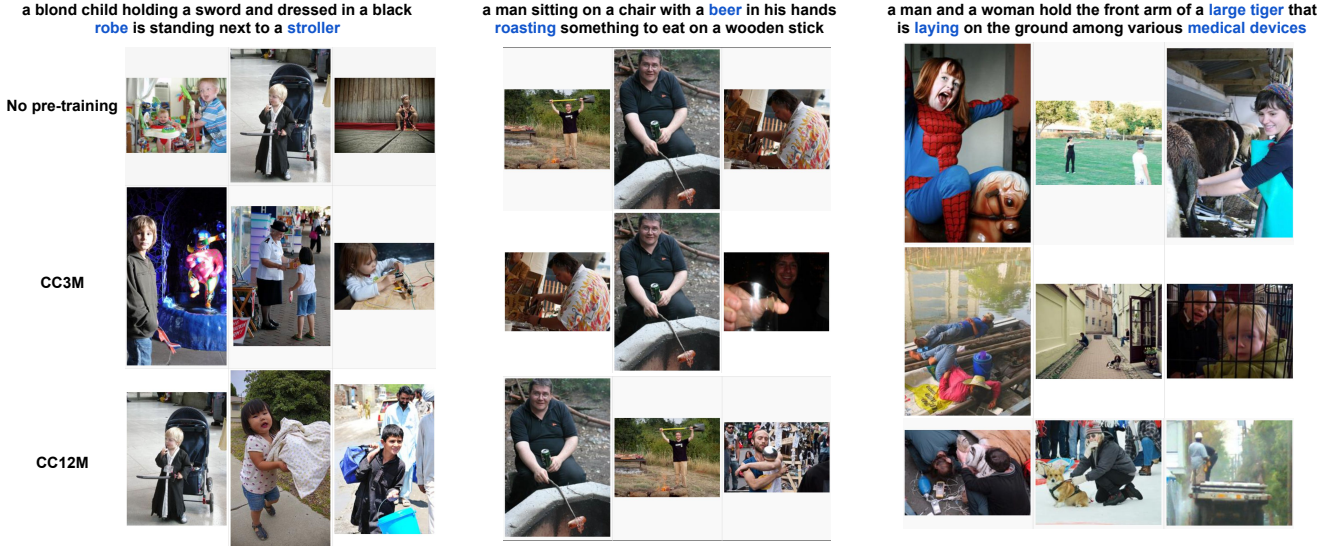 a blond child holding a sword and dressed in a black
robe is standing next to a stroller
a man sitting on a chair with a beer in his hands
roasting something to eat on a wooden stick
a man and a woman hold the front arm of a large tiger that
is laying on the ground among various medical devices
No pre-training
CC3M
CC12M